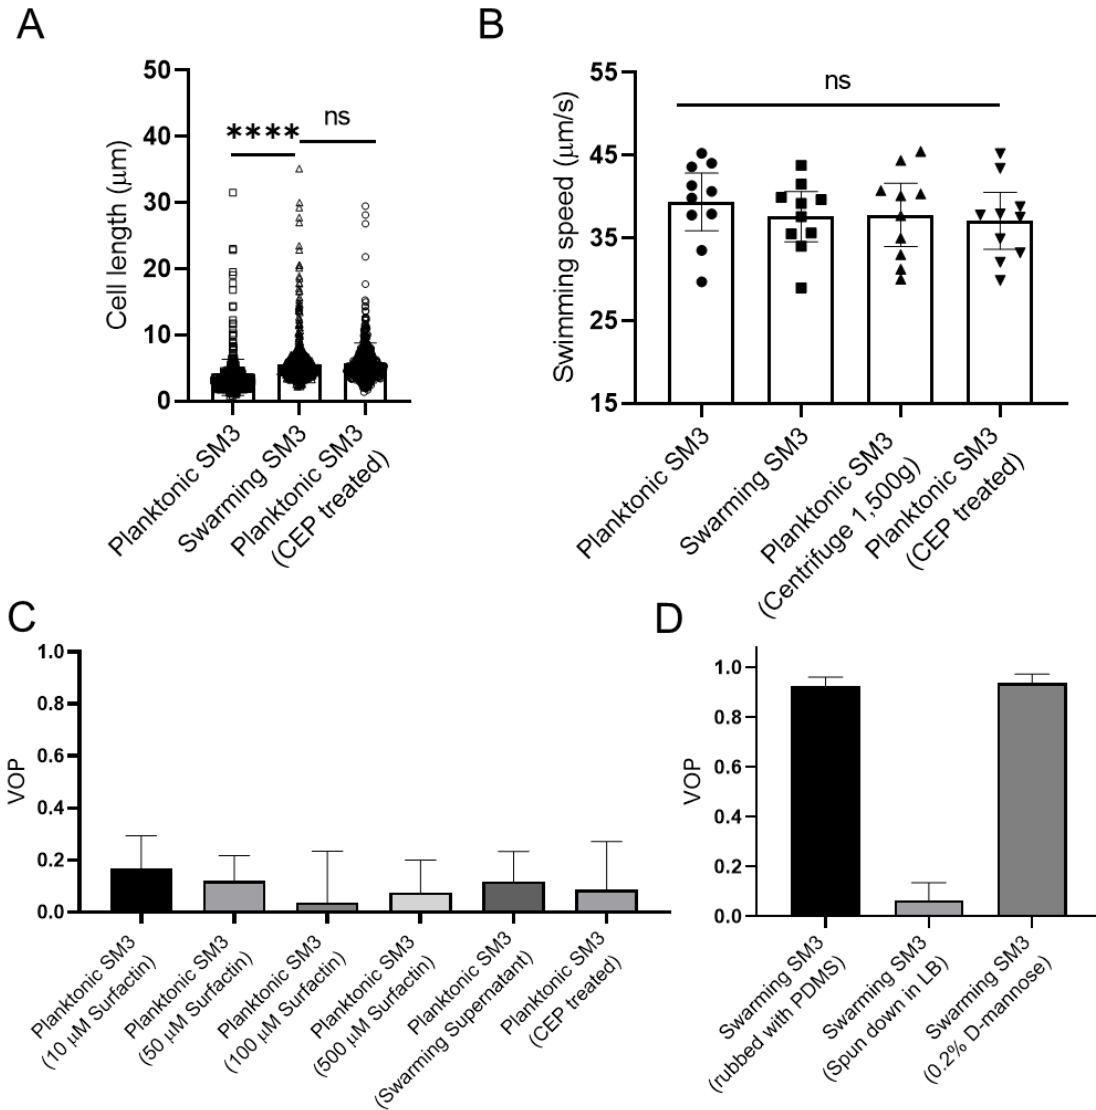 A
B
Cell length (μm)
50
40
30
20
10
0
****
ns
Planktonic SM3
Swarming SM3
Planktonic SM3
(CEP treated)
Swimming speed (μm/s)
55
45
35
25
15
ns
Planktonic SM3
Swarming SM3
Planktonic SM3
(Centrifuge 1,500g)
Planktonic SM3
(CEP treated)
C
D
VOP
1.0
0.8
0.6
0.4
0.2
0.0
Planktonic SM3
(10 μM Surfactin)
Planktonic SM3
(50 μM Surfactin)
Planktonic SM3
(100 μM Surfactin)
Planktonic SM3
(500 μM Surfactin)
Planktonic SM3
(Swarming Supernatant)
Planktonic SM3
(CEP treated)
VOP
1.0
0.8
0.6
0.4
0.2
0.0
Swarming SM3
(rubbed with PDMS)
Swarming SM3
(Spun down in LB)
Swarming SM3
(0.2% D-mannose)